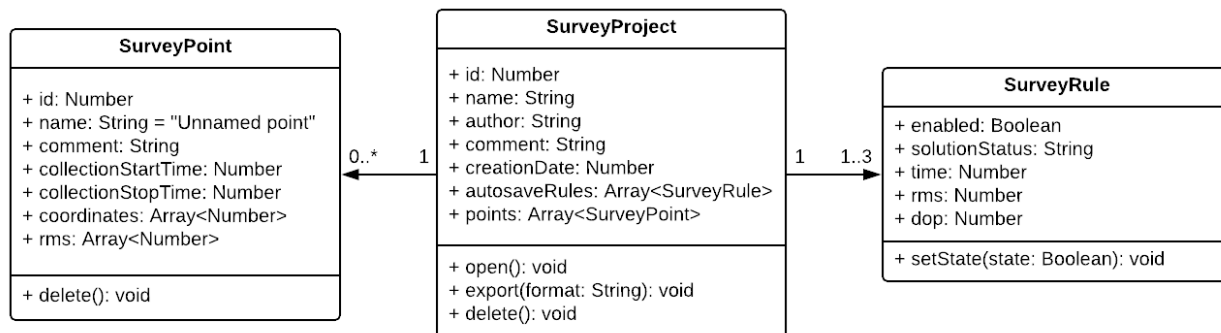 SurveyPoint
+ id: Number
+ name: String = "Unnamed point"
+ comment: String
+ collectionStartTime: Number
+ collectionStopTime: Number
+ coordinates: Array<Number>
+ rms: Array<Number>
+ delete(): void
0..*
1
SurveyProject
+ id: Number
+ name: String
+ author: String
+ comment: String
+ creationDate: Number
+ autosaveRules: Array<SurveyRule>
+ points: Array<SurveyPoint>
+ open(): void
+ export(format: String): void
+ delete(): void
1
1..3
SurveyRule
+ enabled: Boolean
+ solutionStatus: String
+ time: Number
+ rms: Number
+ dop: Number
+ setState(state: Boolean): void